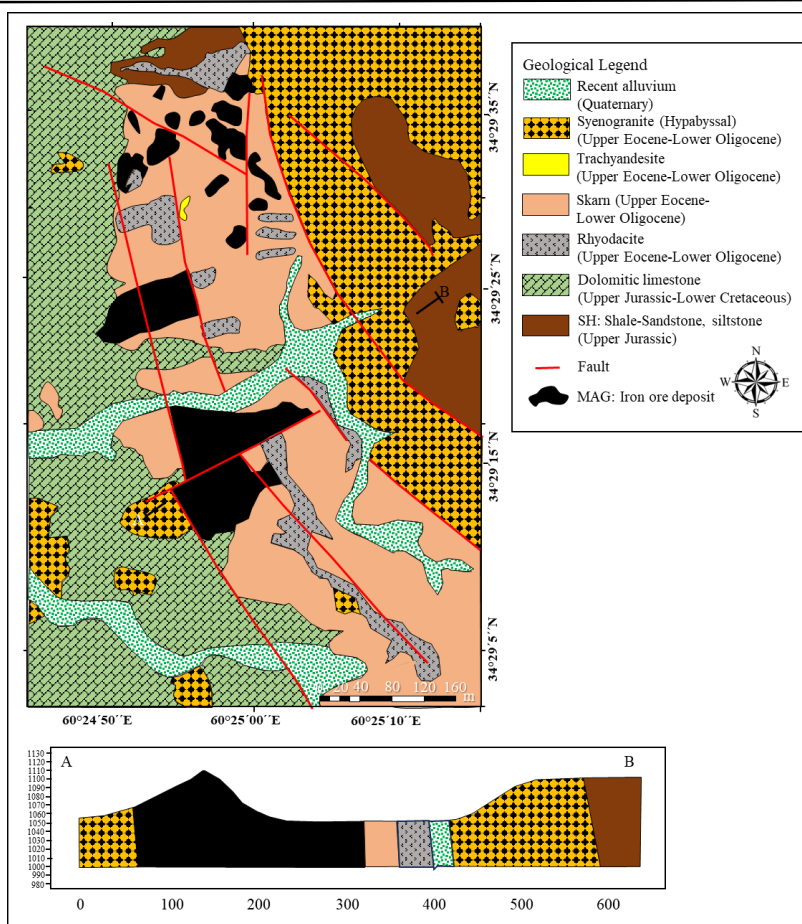 Geological Legend
Recent alluvium
(Quaternary)
Syenogranite (Hypabyssal)
(Upper Eocene-Lower Oligocene)
Trachyandesite
(Upper Eocene-Lower Oligocene)
Skarn (Upper Eocene-
Lower Oligocene)
Rhyodacite
(Upper Eocene-Lower Oligocene)
Dolomitic limestone
(Upper Jurassic-Lower Cretaceous)
SH: Shale-Sandstone, siltstone
(Upper Jurassic)
Fault
MAG: Iron ore deposit
N
W E
S
34°29´35´´N
34°29´25´´N
34°29´15´´N
34°29´5´´N
B
A
0 20 40 80 120 160
m
60°24´50´´E 60°25´00´´E 60°25´10´´E
A B
1130
1120
1110
1100
1090
1080
1070
1060
1050
1040
1030
1020
1010
1000
990
980
0 100 200 300 400 500 600